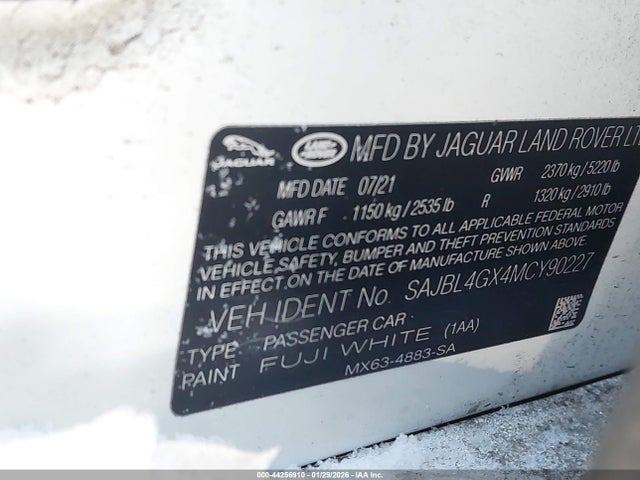 JAGUAR LAND ROVER MFD BY JAGUAR LAND ROVER LT
MFD DATE 07/21 GVWR 2370 kg / 5220 lb
GAWR F 1150 kg / 2535 lb R 1320 kg / 2910 lb
THIS VEHICLE CONFORMS TO ALL APPLICABLE FEDERAL MOTOR
VEHICLE SAFETY, BUMPER AND THEFT PREVENTION STANDARDS
IN EFFECT ON THE DATE OF MANUFACTURE SHOWN ABOVE.
VEH IDENT No. SAJBL4GX4MCY90227
TYPE PASSENGER CAR
PAINT FUJI WHITE (1AA)
MX63-4883-SA
000-44256910 - 01/29/2026 - IAA Inc.